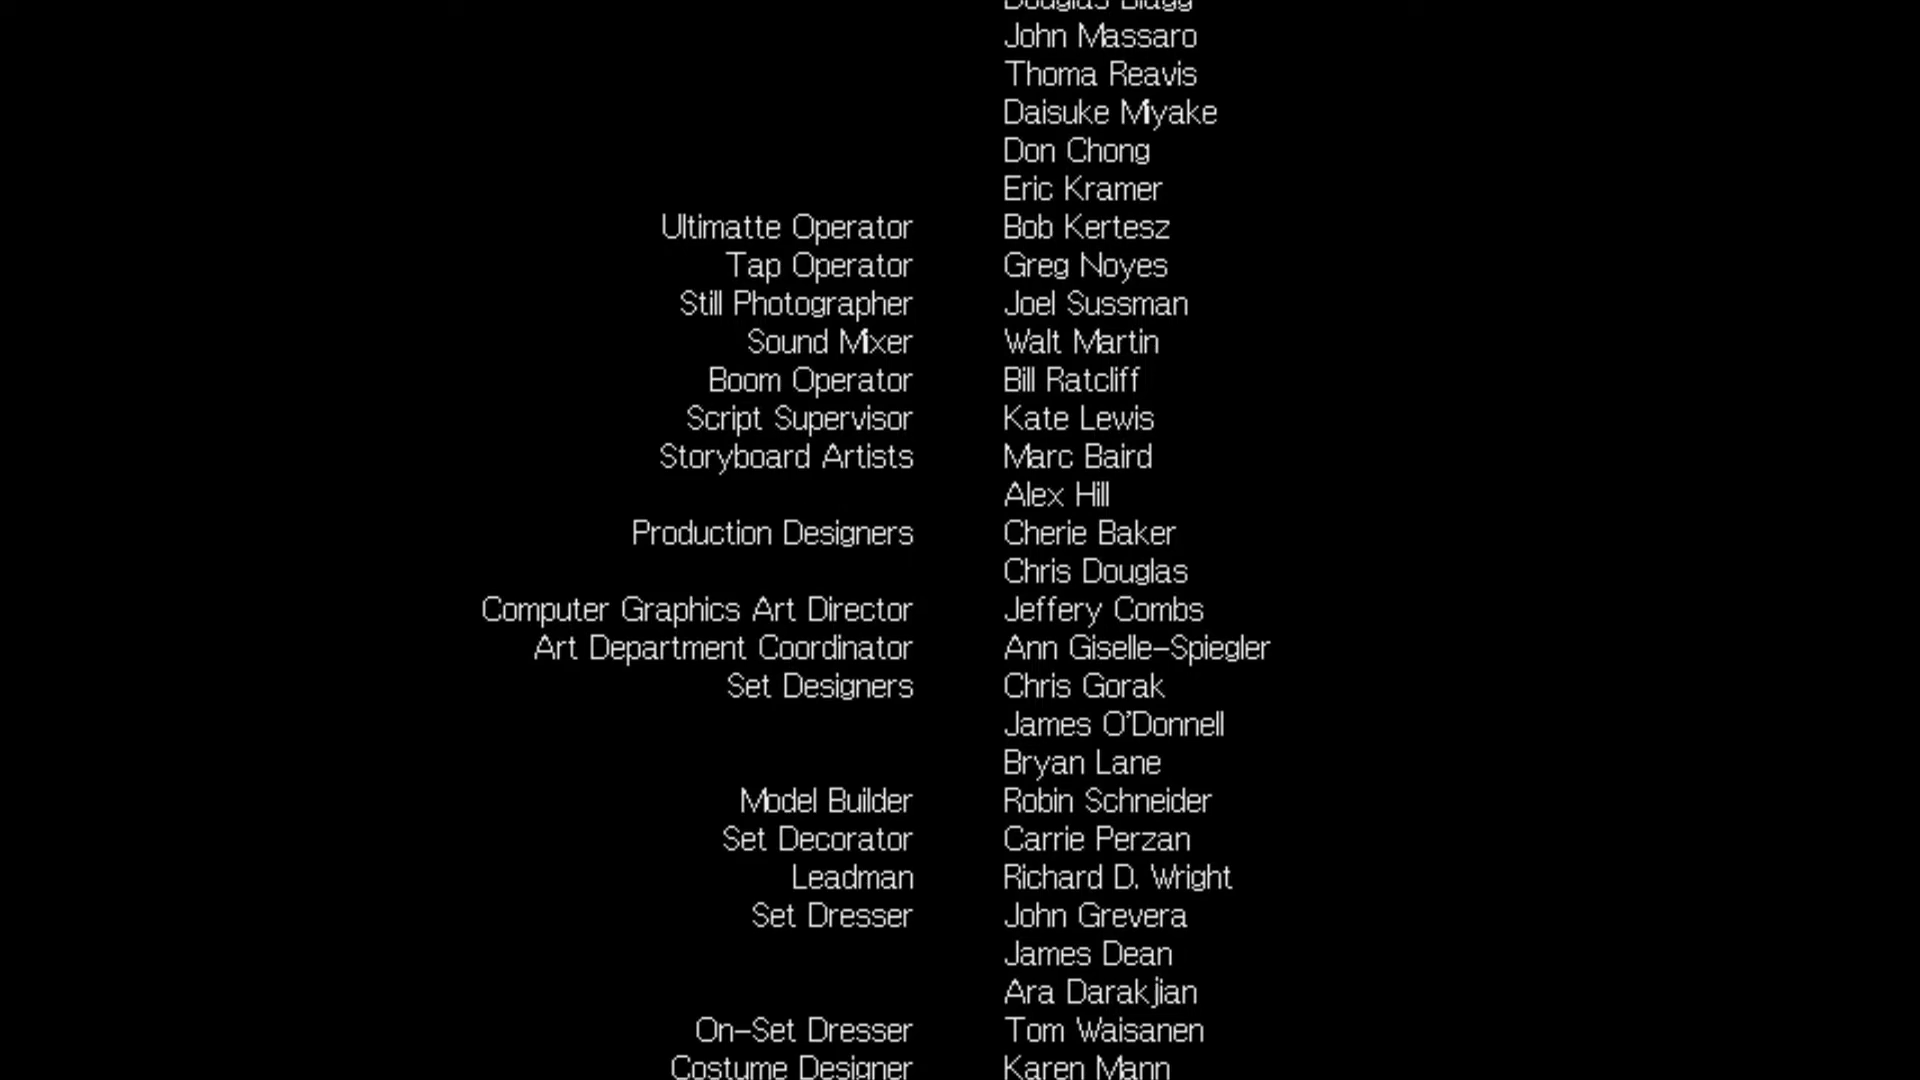 Douglas Blagg
John Massaro
Thoma Reavis
Daisuke Miyake
Don Chong
Eric Kramer
Ultimatte Operator Bob Kertesz
Tap Operator Greg Noyes
Still Photographer Joel Sussman
Sound Mixer Walt Martin
Boom Operator Bill Ratcliff
Script Supervisor Kate Lewis
Storyboard Artists Marc Baird
Alex Hill
Production Designers Cherie Baker
Chris Douglas
Computer Graphics Art Director Jeffery Combs
Art Department Coordinator Ann Giselle-Spiegler
Set Designers Chris Gorak
James O'Donnell
Bryan Lane
Model Builder Robin Schneider
Set Decorator Carrie Perzan
Leadman Richard D. Wright
Set Dresser John Grevera
James Dean
Ara Darakjian
On-Set Dresser Tom Waisanen
Costume Designer Karen Mann